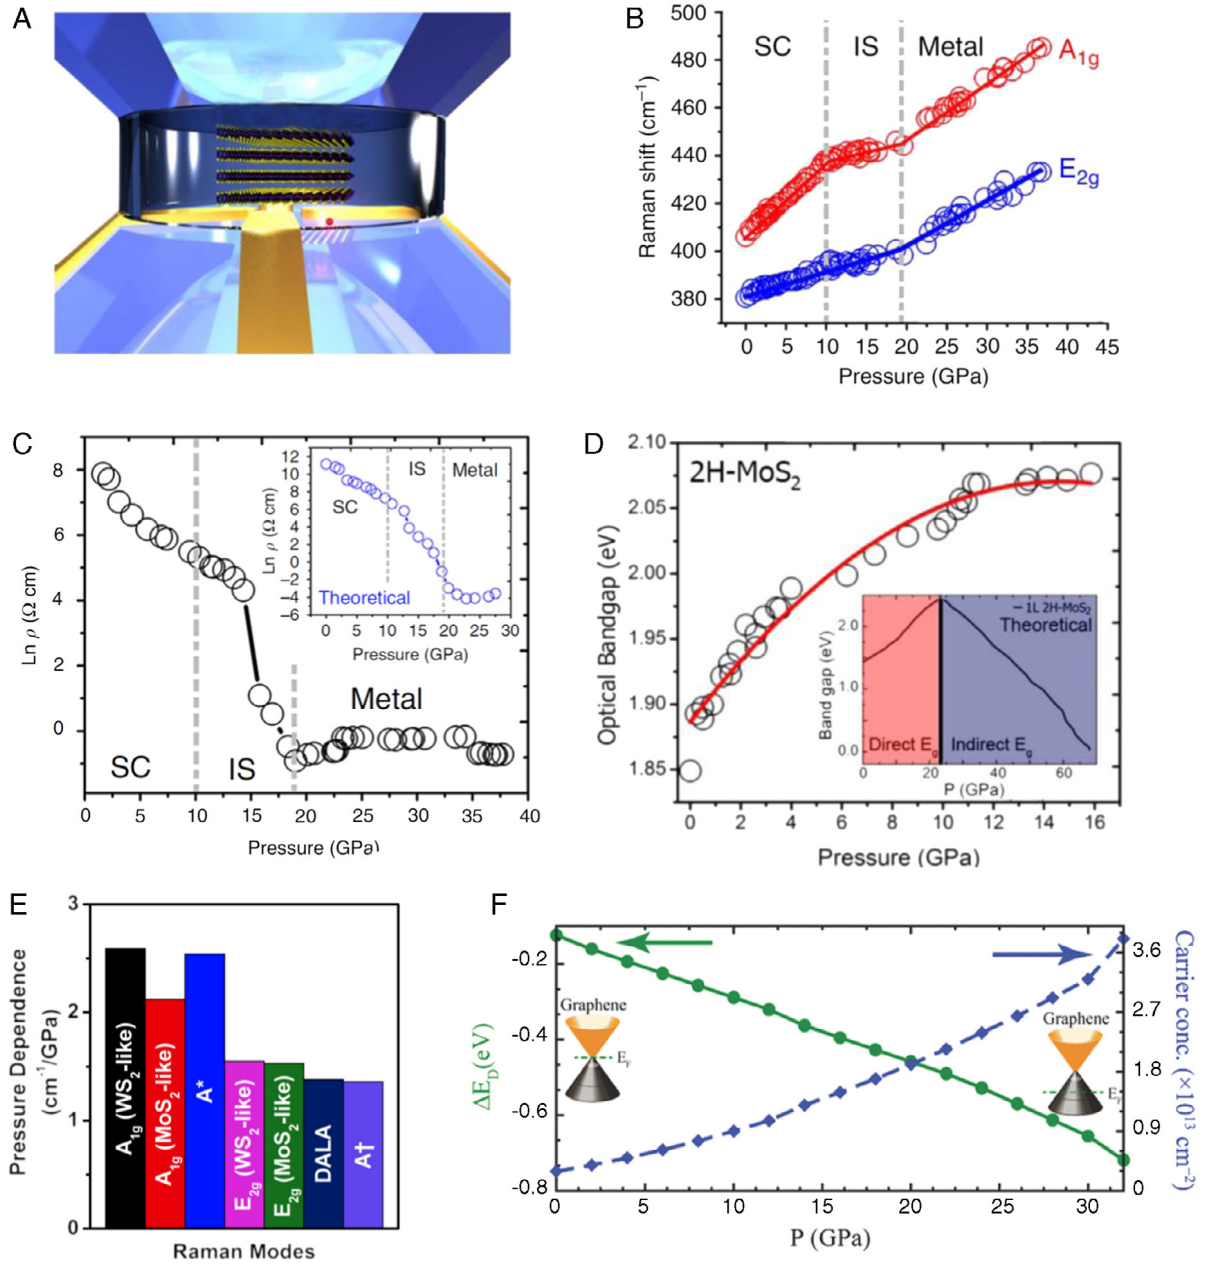 A
B
500
480
460
440
420
400
380
Raman shift (cm⁻¹)
SC
IS
Metal
A1g
E2g
0 5 10 15 20 25 30 35 40 45
Pressure (GPa)
C
8
6
4
2
0
Ln ρ (Ω cm)
SC
IS
Metal
0 5 10 15 20 25 30 35 40
Pressure (GPa)
12
10
8
6
4
2
0
−2
−4
−6
Ln ρ (Ω cm)
IS
Metal
SC
Theoretical
0 5 10 15 20 25 30
Pressure (GPa)
D
2.10
2.05
2.00
1.95
1.90
1.85
Optical Bandgap (eV)
2H-MoS2
0 2 4 6 8 10 12 14 16
Pressure (GPa)
2.0
1.0
0.0
Band gap (eV)
1L 2H-MoS2
Theoretical
Direct Eg
Indirect Eg
0 20 40 60
P (GPa)
E
3
2
1
0
Pressure Dependence
(cm⁻¹/GPa)
A1g (WS2-like)
A1g (MoS2-like)
A*
E2g (WS2-like)
E2g (MoS2-like)
DALA
A†
Raman Modes
F
-0.2
-0.4
-0.6
-0.8
ΔED(eV)
Graphene
EF
Graphene
EF
3.6
2.7
1.8
0.9
0
Carrier conc. (×10¹³ cm⁻²)
0 5 10 15 20 25 30
P (GPa)